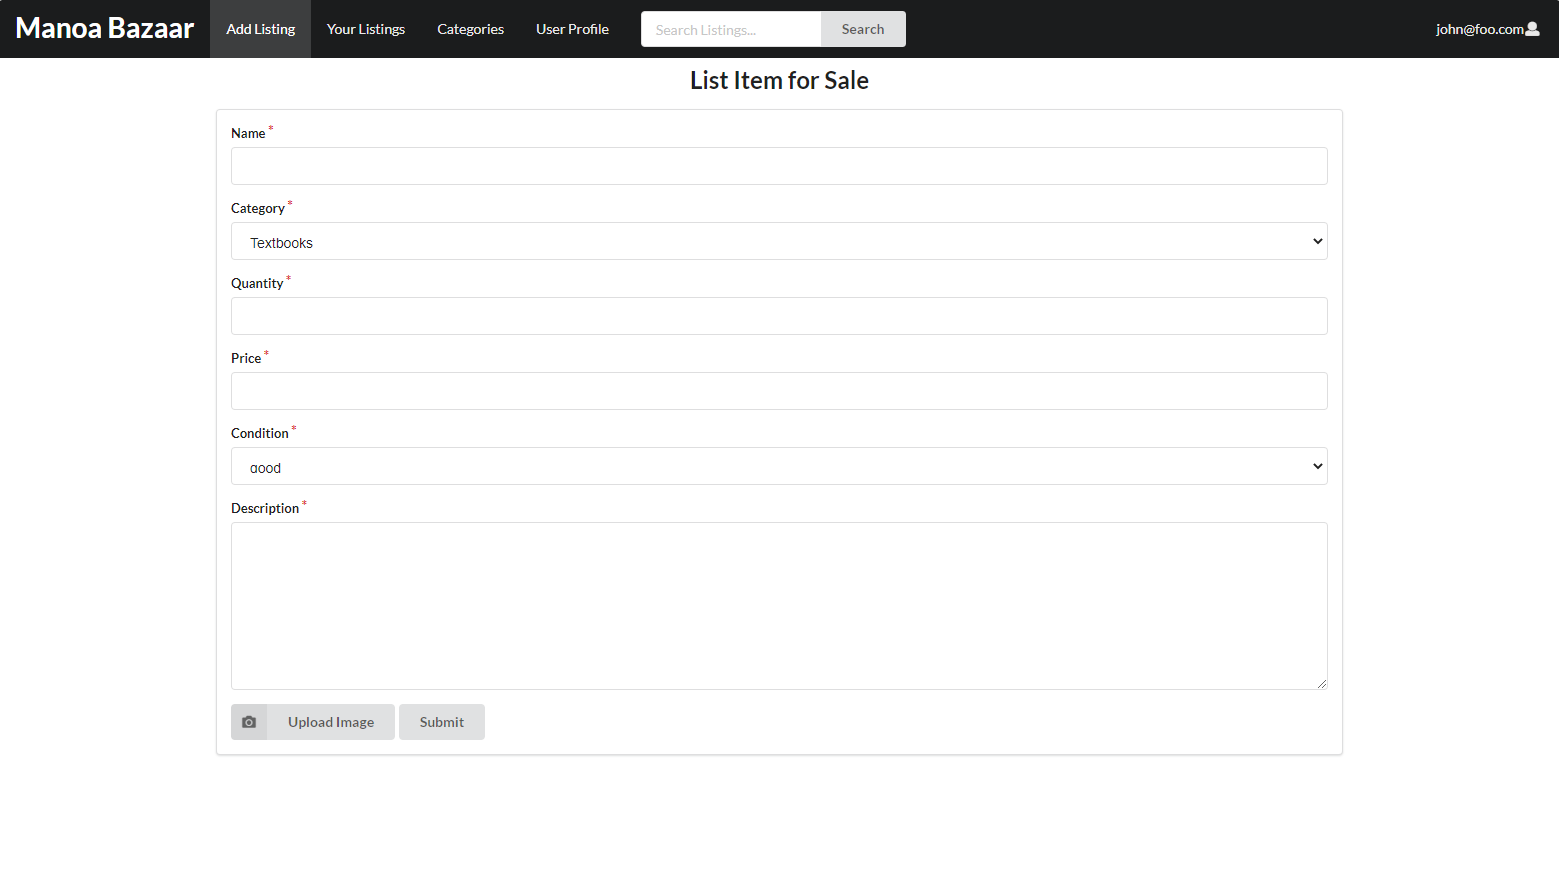 Manoa Bazaar Add Listing Your Listings Categories User Profile Search Listings... Search john@foo.com
List Item for Sale
Name *
Category *
Textbooks
Quantity *
Price *
Condition *
good
Description *
Upload Image Submit